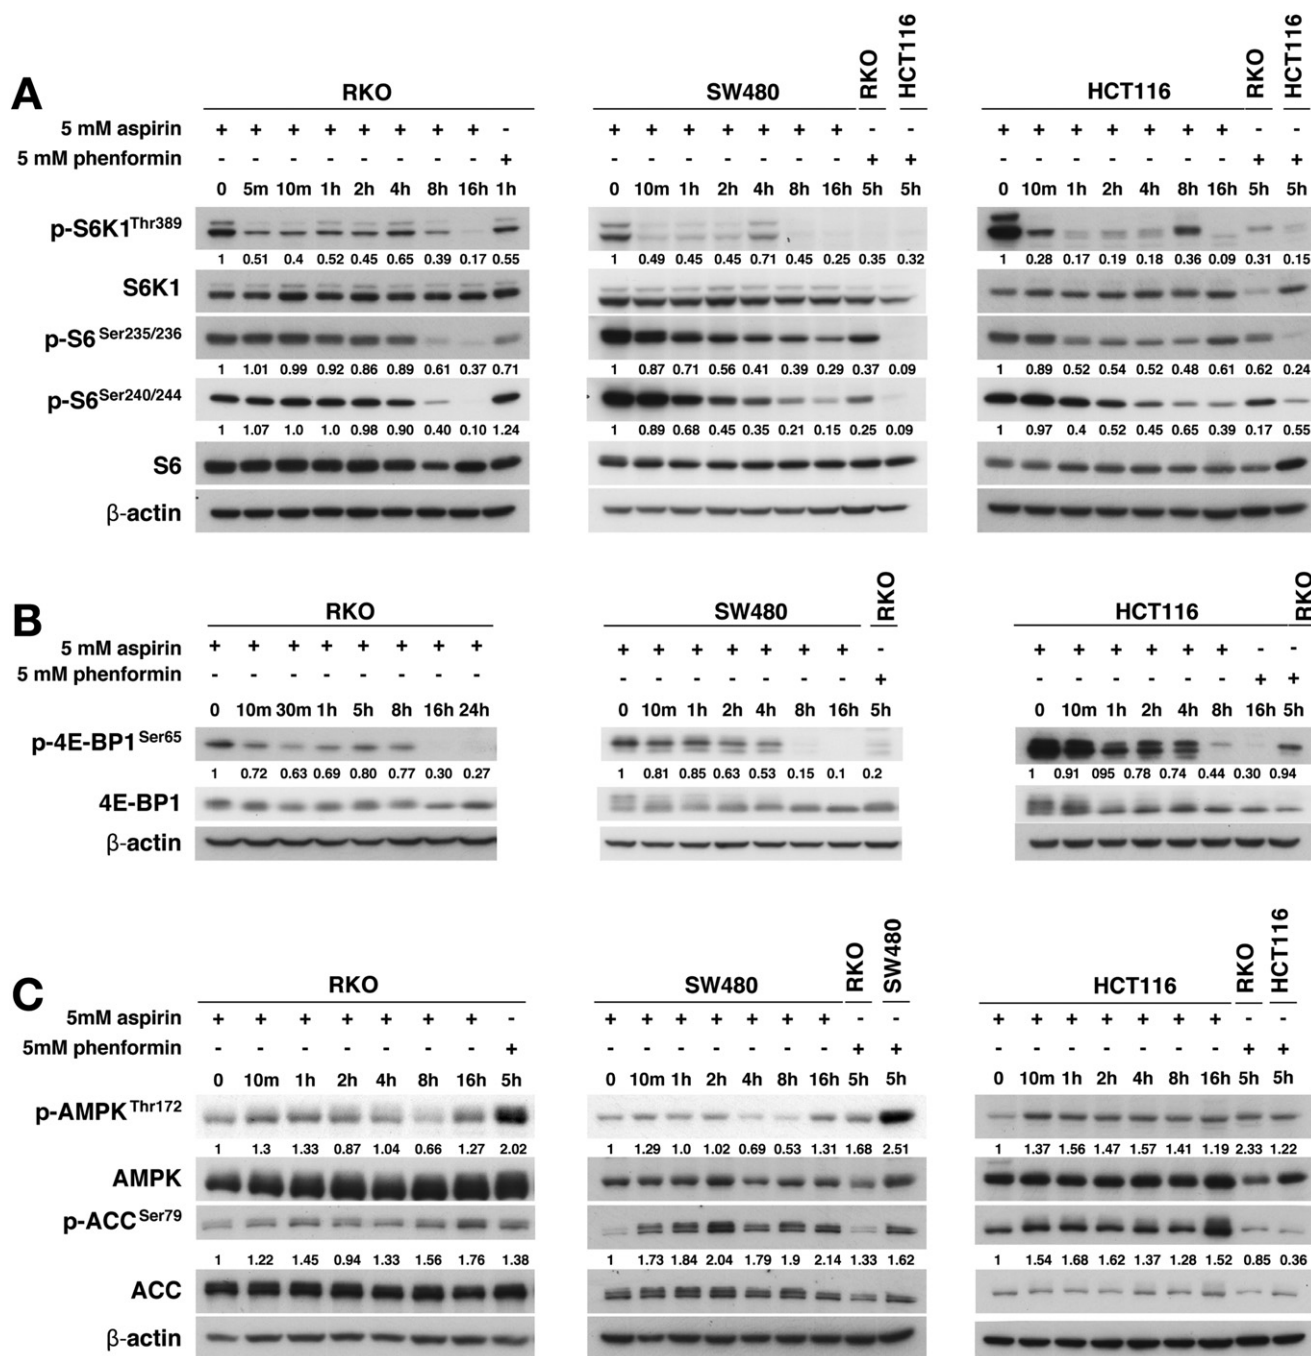 A
RKO
SW480
RKO
HCT116
HCT116
RKO
HCT116
5 mM aspirin + + + + + + + + - + + + + + + + - - + + + + + + + - -
5 mM phenformin - - - - - - - - + - - - - - - - + + - - - - - - - + +
0 5m 10m 1h 2h 4h 8h 16h 1h 0 10m 1h 2h 4h 8h 16h 5h 5h 0 10m 1h 2h 4h 8h 16h 5h 5h
p-S6K1Thr389
1 0.51 0.4 0.52 0.45 0.65 0.39 0.17 0.55 1 0.49 0.45 0.45 0.71 0.45 0.25 0.35 0.32 1 0.28 0.17 0.19 0.18 0.36 0.09 0.31 0.15
S6K1
p-S6 Ser235/236
1 1.01 0.99 0.92 0.86 0.89 0.61 0.37 0.71 1 0.87 0.71 0.56 0.41 0.39 0.29 0.37 0.09 1 0.89 0.52 0.54 0.52 0.48 0.61 0.62 0.24
p-S6Ser240/244
1 1.07 1.0 1.0 0.98 0.90 0.40 0.10 1.24 1 0.89 0.68 0.45 0.35 0.21 0.15 0.25 0.09 1 0.97 0.4 0.52 0.45 0.65 0.39 0.17 0.55
S6
β-actin
B
RKO
SW480
RKO
HCT116
RKO
5 mM aspirin + + + + + + + + + + + + + + + - + + + + + + - -
5 mM phenformin - - - - - - - - - - - - - - - + - - - - - - + +
0 10m 30m 1h 5h 8h 16h 24h 0 10m 1h 2h 4h 8h 16h 5h 0 10m 1h 2h 4h 8h 16h 5h
p-4E-BP1Ser65
1 0.72 0.63 0.69 0.80 0.77 0.30 0.27 1 0.81 0.85 0.63 0.53 0.15 0.1 0.2 1 0.91 095 0.78 0.74 0.44 0.30 0.94
4E-BP1
β-actin
C
RKO
SW480
RKO
SW480
HCT116
RKO
HCT116
5mM aspirin + + + + + + + - + + + + + + + - - + + + + + + + - -
5mM phenformin - - - - - - - + - - - - - - - + + - - - - - - - + +
0 10m 1h 2h 4h 8h 16h 5h 0 10m 1h 2h 4h 8h 16h 5h 5h 0 10m 1h 2h 4h 8h 16h 5h 5h
p-AMPKThr172
1 1.3 1.33 0.87 1.04 0.66 1.27 2.02 1 1.29 1.0 1.02 0.69 0.53 1.31 1.68 2.51 1 1.37 1.56 1.47 1.57 1.41 1.19 2.33 1.22
AMPK
p-ACCSer79
1 1.22 1.45 0.94 1.33 1.56 1.76 1.38 1 1.73 1.84 2.04 1.79 1.9 2.14 1.33 1.62 1 1.54 1.68 1.62 1.37 1.28 1.52 0.85 0.36
ACC
β-actin